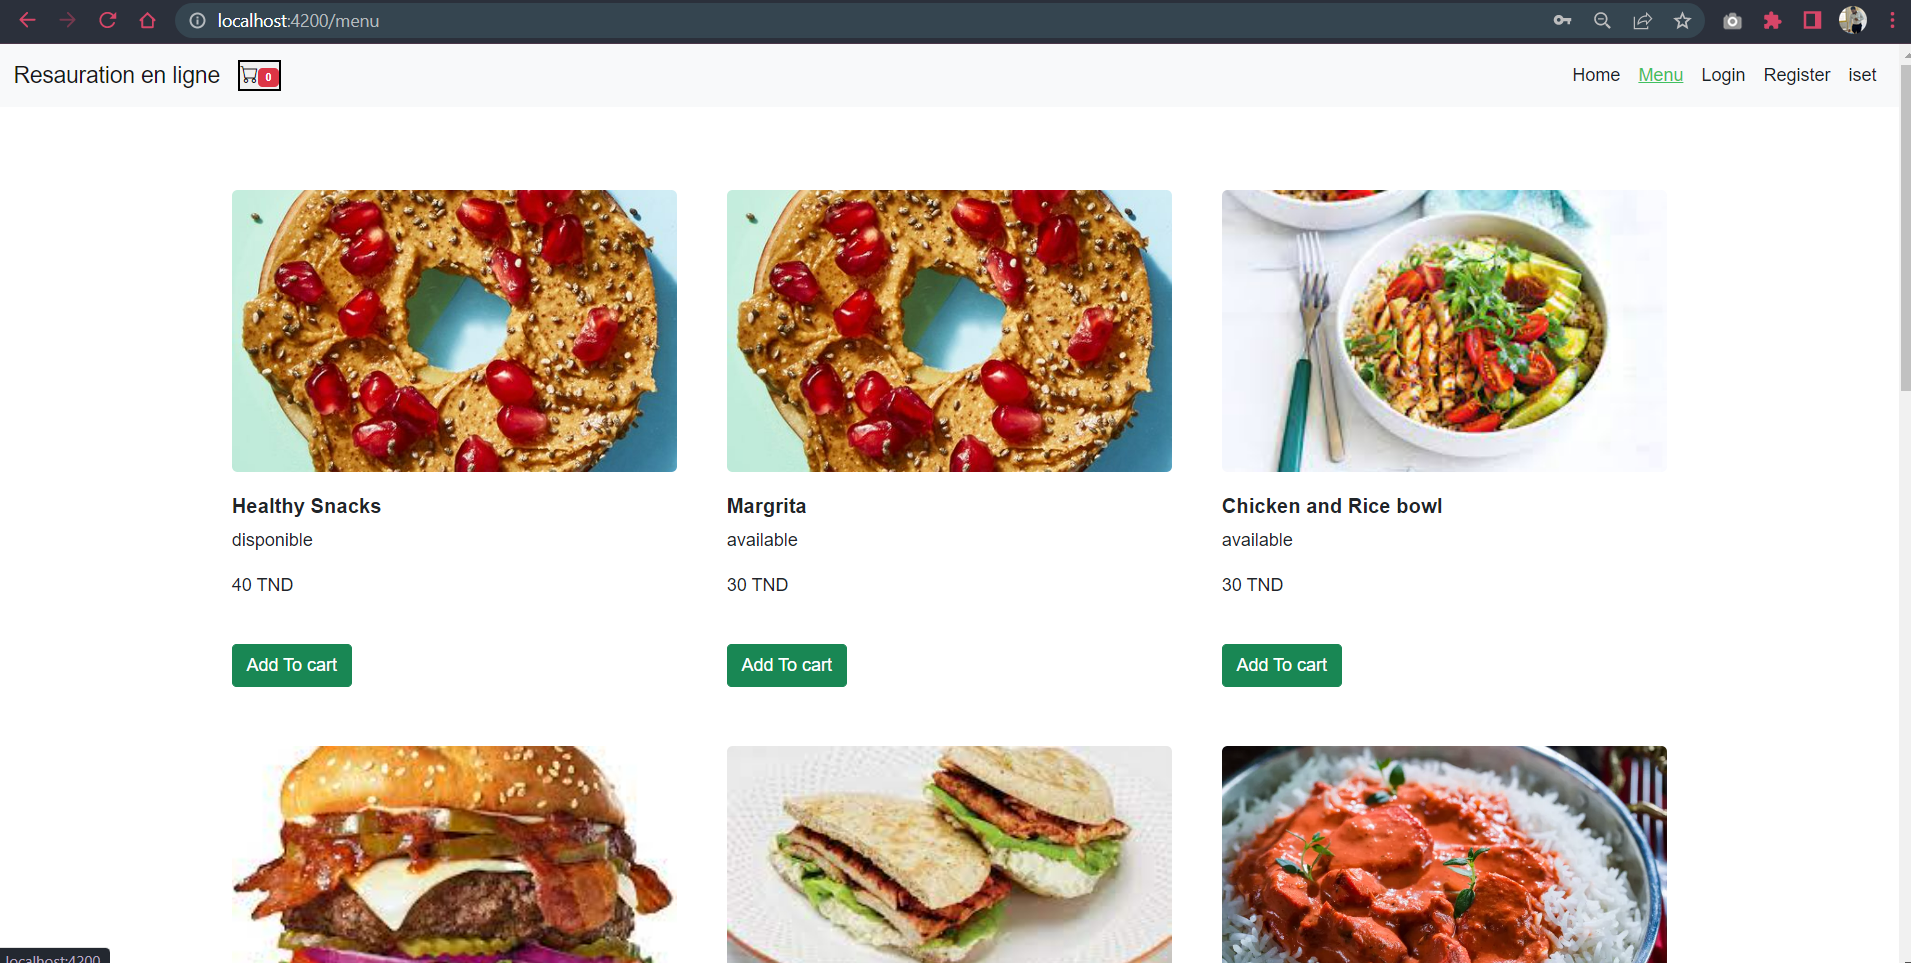 localhost:4200/menu
Resauration en ligne 0 Home Menu Login Register iset
Healthy Snacks Margrita Chicken and Rice bowl
disponible available available
40 TND 30 TND 30 TND
Add To cart Add To cart Add To cart
localhost:4200